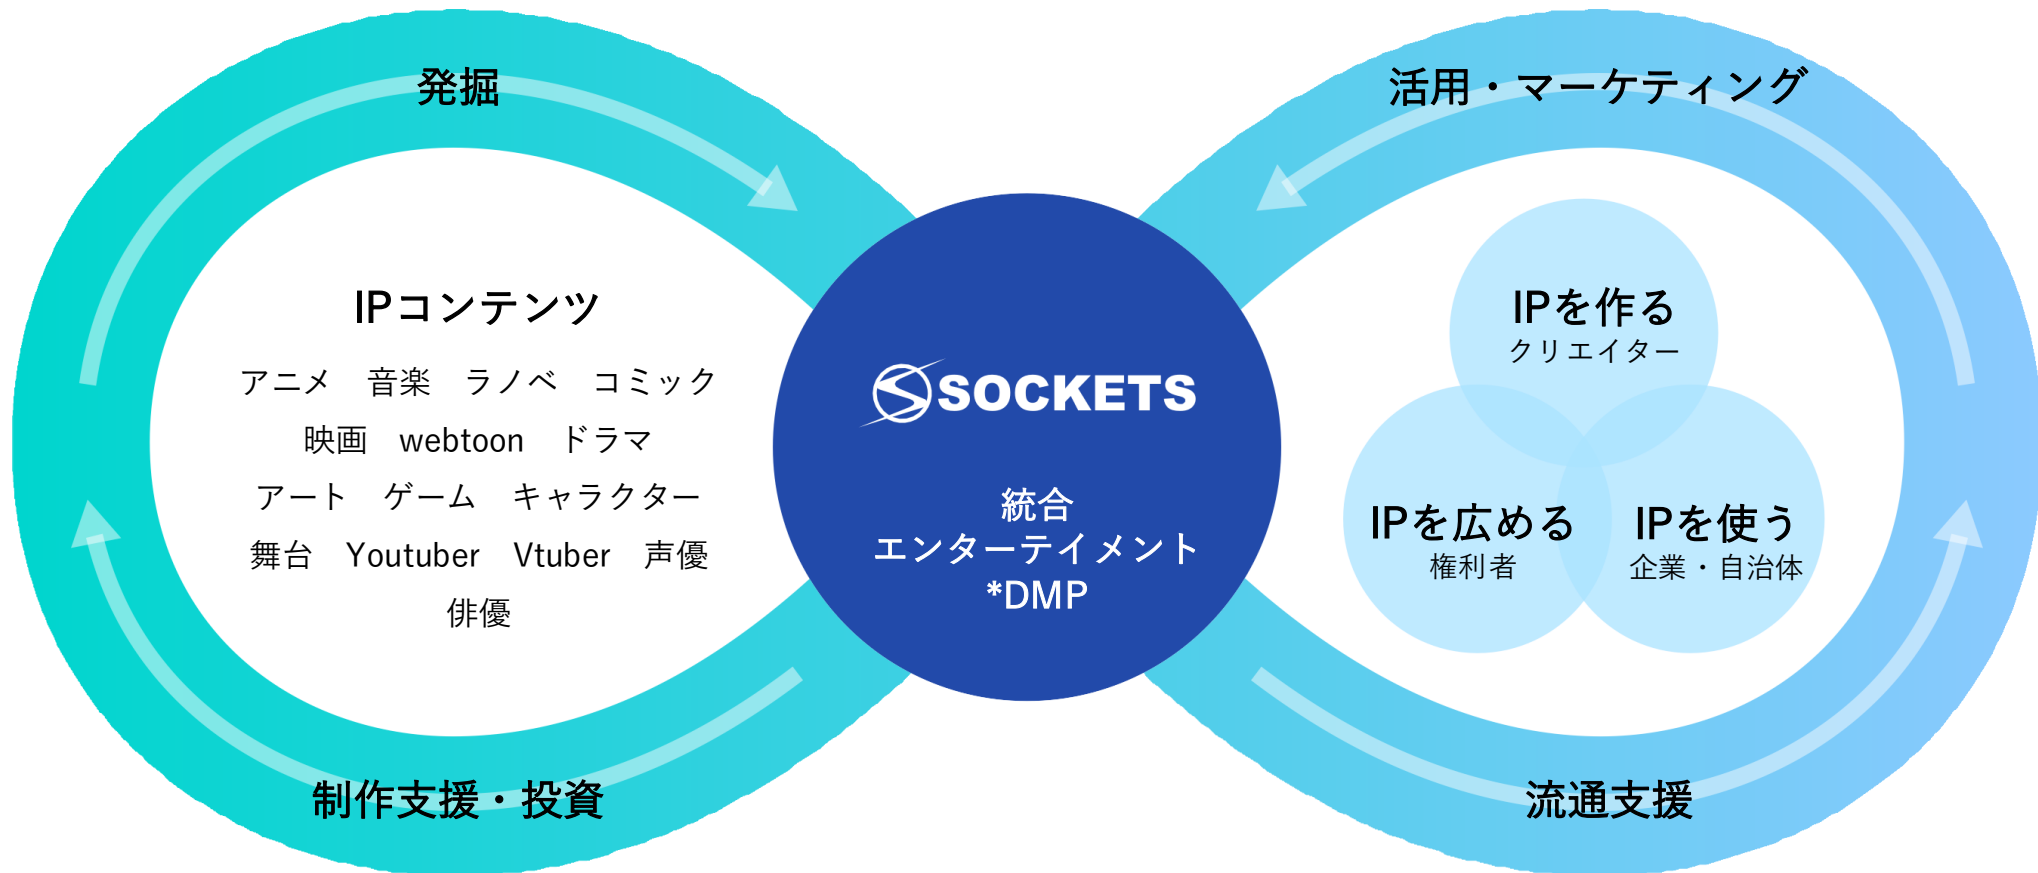 発掘
活用・マーケティング
IPコンテンツ
アニメ　音楽　ラノベ　コミック
映画　webtoon　ドラマ
アート　ゲーム　キャラクター
舞台　Youtuber　Vtuber　声優
俳優
SOCKETS
統合
エンターテイメント
*DMP
IPを作る
クリエイター
IPを広める
権利者
IPを使う
企業・自治体
制作支援・投資
流通支援